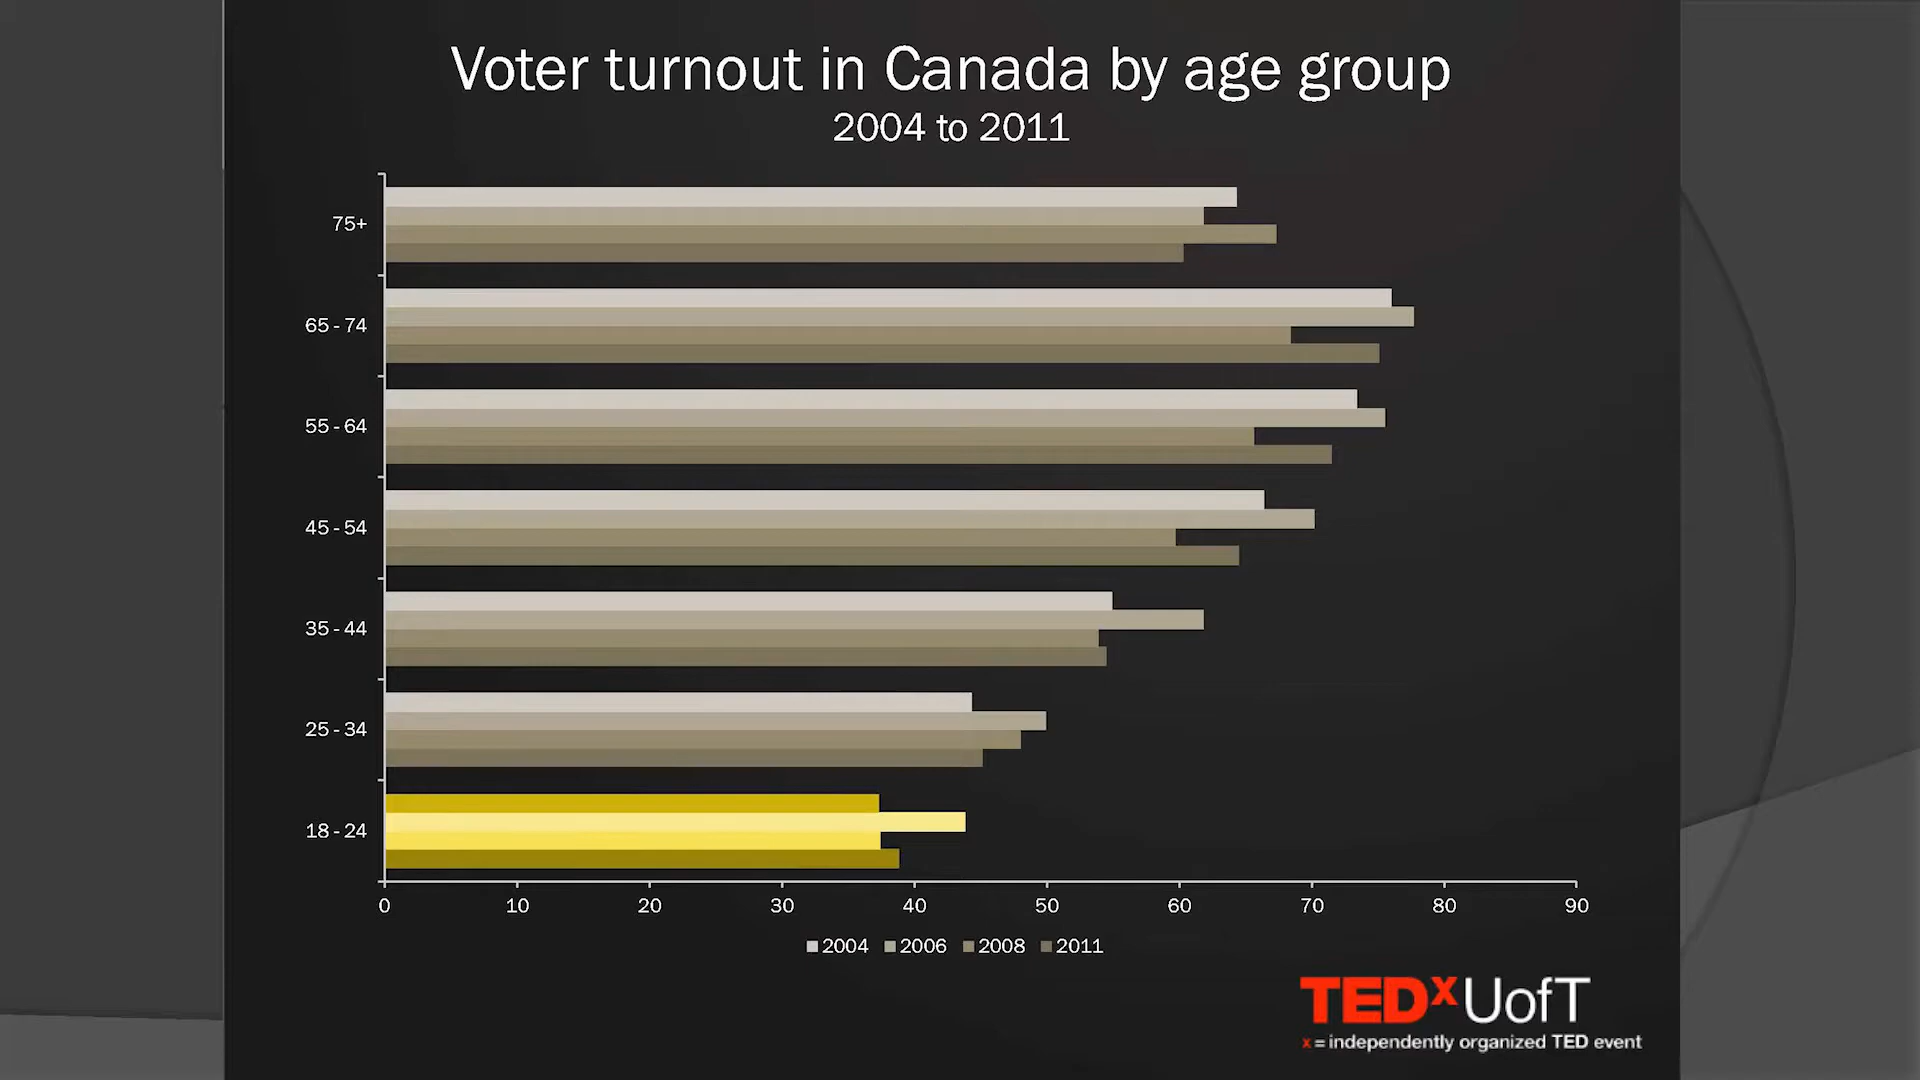 Voter turnout in Canada by age group
2004 to 2011
75+
65 - 74
55 - 64
45 - 54
35 - 44
25 - 34
18 - 24
0 10 20 30 40 50 60 70 80 90
2004 2006 2008 2011
TEDx UofT
x = independently organized TED event